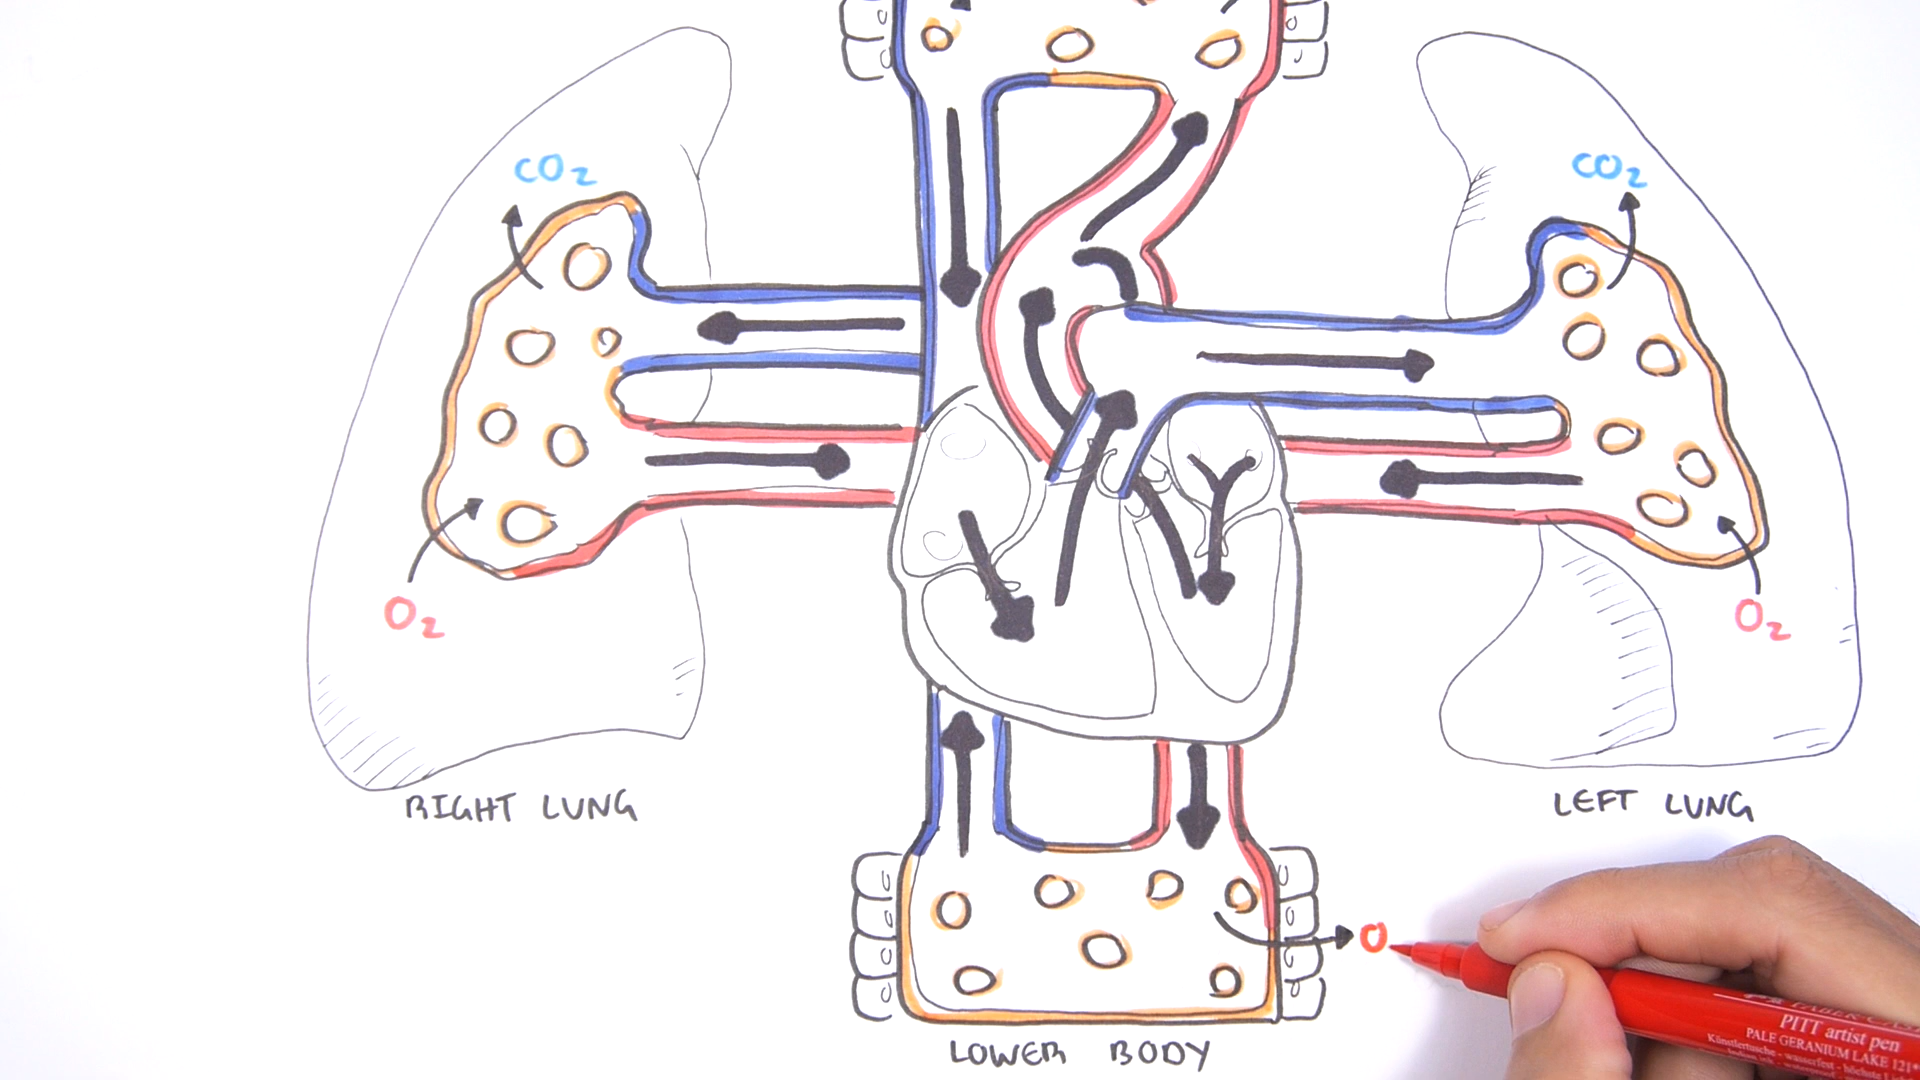 CO2
CO2
O2
O2
RIGHT LUNG
LEFT LUNG
O
LOWER BODY
PITT artist pen
PALE GERANIUM LAKE 121*